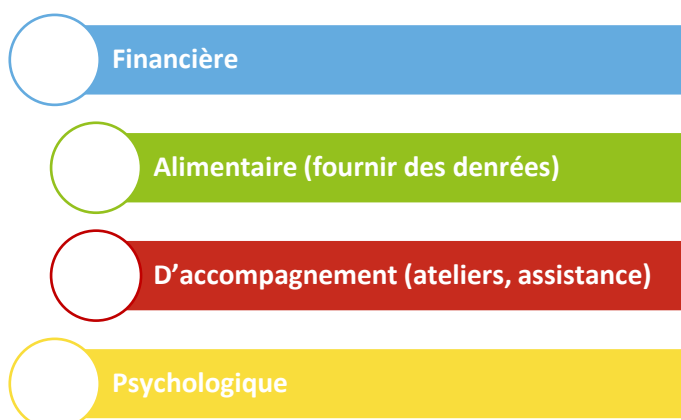 Financière
Alimentaire (fournir des denrées)
D’accompagnement (ateliers, assistance)
Psychologique